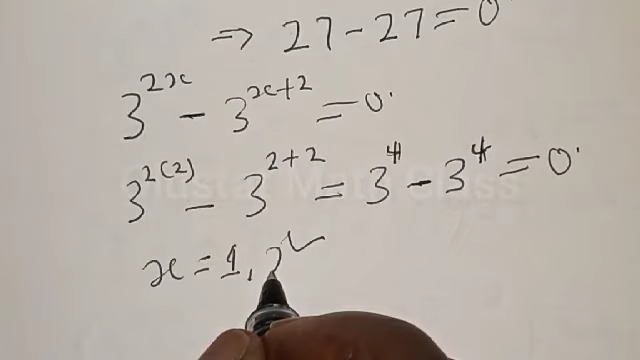 ⇒ 27 - 27 = 0
3^{2x} - 3^{x+2} = 0.
3^{2(2)} - 3^{2+2} = 3^4 - 3^4 = 0.
x = 1, 2 ✓